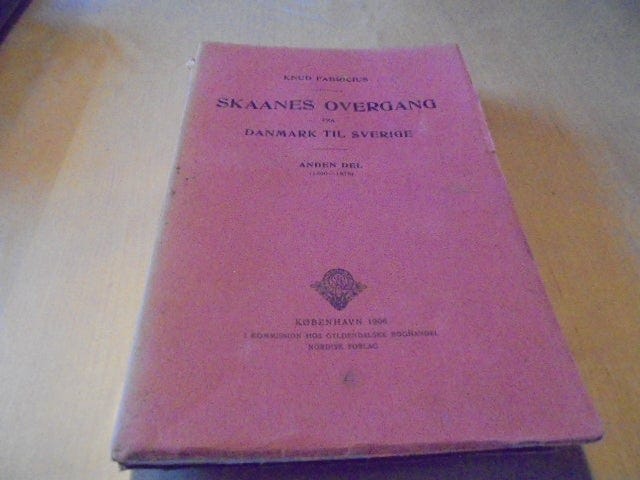 KNUD FABRICIUS
SKAANES OVERGANG
FRA
DANMARK TIL SVERIGE
ANDEN DEL
KØBENHAVN 1906
I KOMMISSION HOS GYLDENDALSKE BOGHANDEL
NORDISK FORLAG